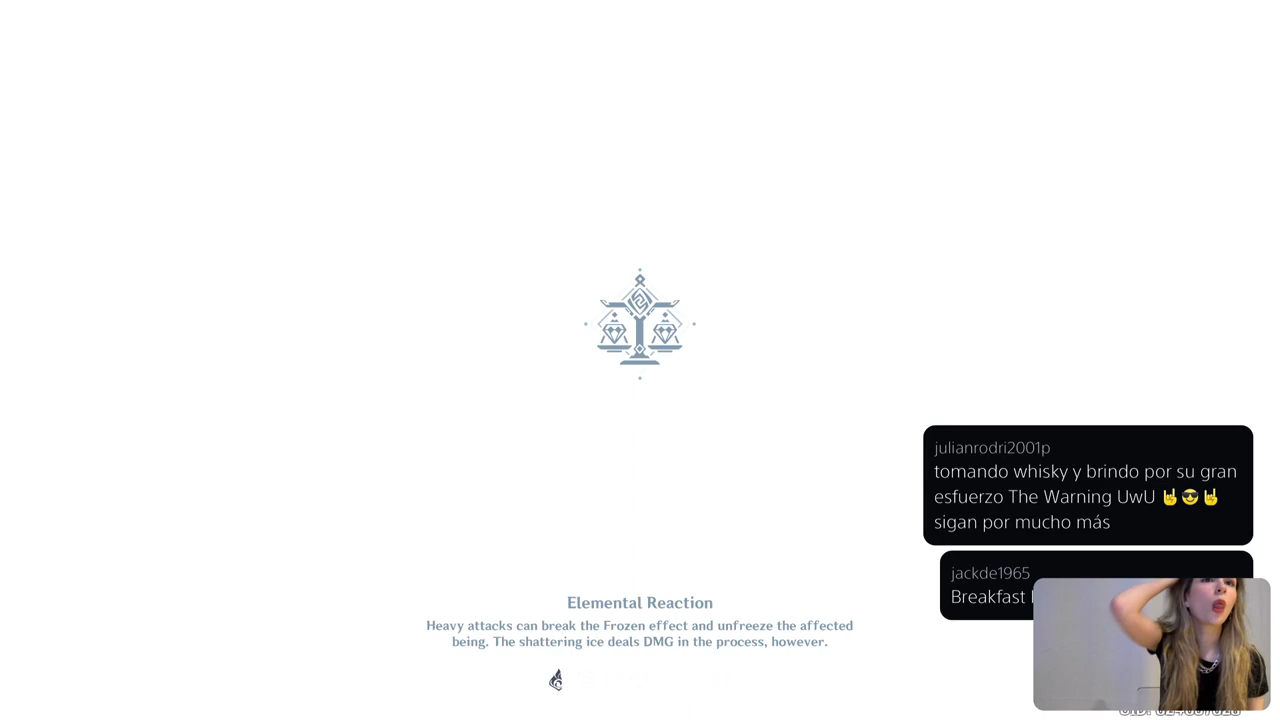 julianrodri2001p
tomando whisky y brindo por su gran
esfuerzo The Warning UwU 🤘😎🤘
sigan por mucho más
jackde1965
Breakfast
Elemental Reaction
Heavy attacks can break the Frozen effect and unfreeze the affected
being. The shattering ice deals DMG in the process, however.